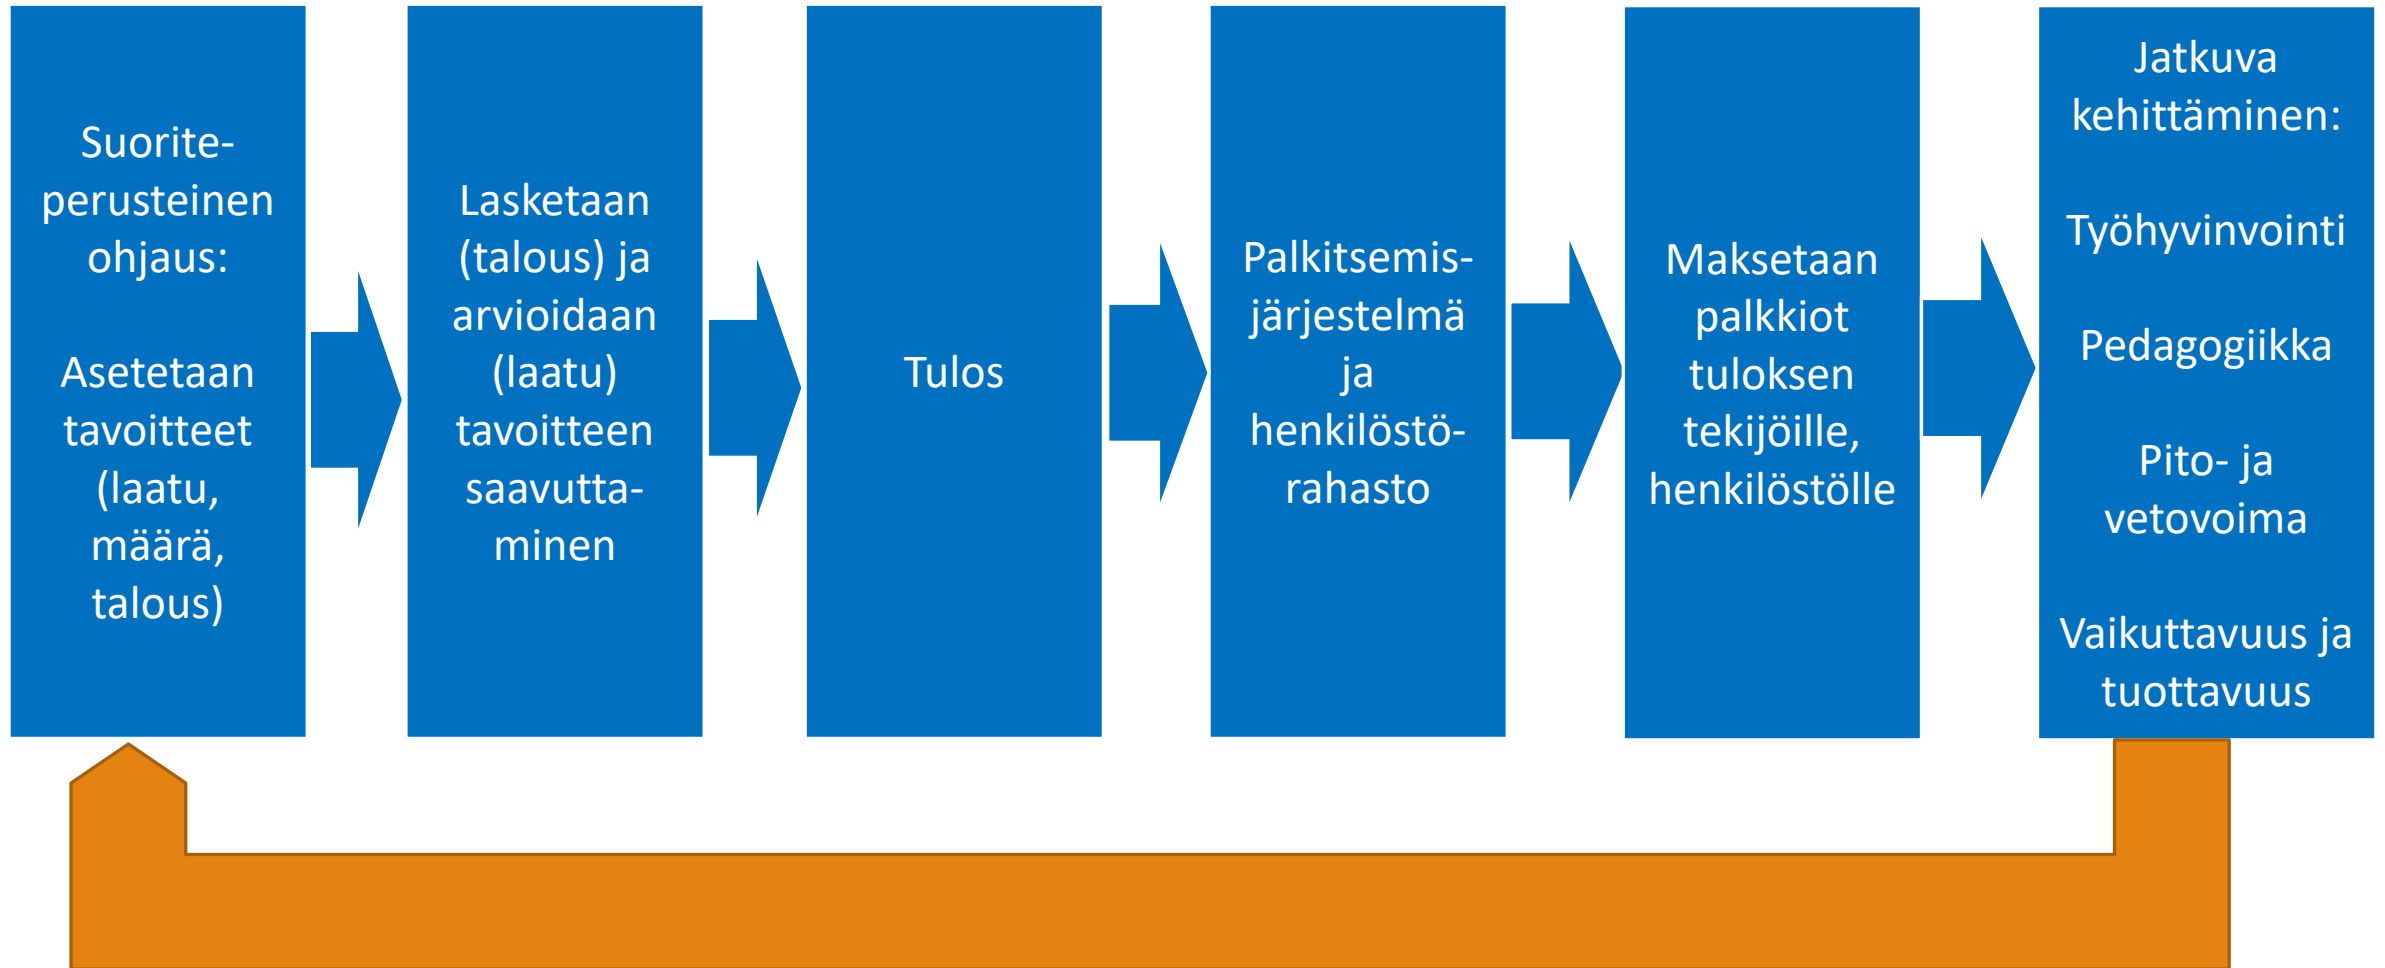 Suorite-
perusteinen
ohjaus:
Asetetaan
tavoitteet
(laatu,
määrä,
talous)
Lasketaan
(talous) ja
arvioidaan
(laatu)
tavoitteen
saavutta-
minen
Tulos
Palkitsemis-
järjestelmä
ja
henkilöstö-
rahasto
Maksetaan
palkkiot
tuloksen
tekijöille,
henkilöstölle
Jatkuva
kehittäminen:
Työhyvinvointi
Pedagogiikka
Pito- ja
vetovoima
Vaikuttavuus ja
tuottavuus